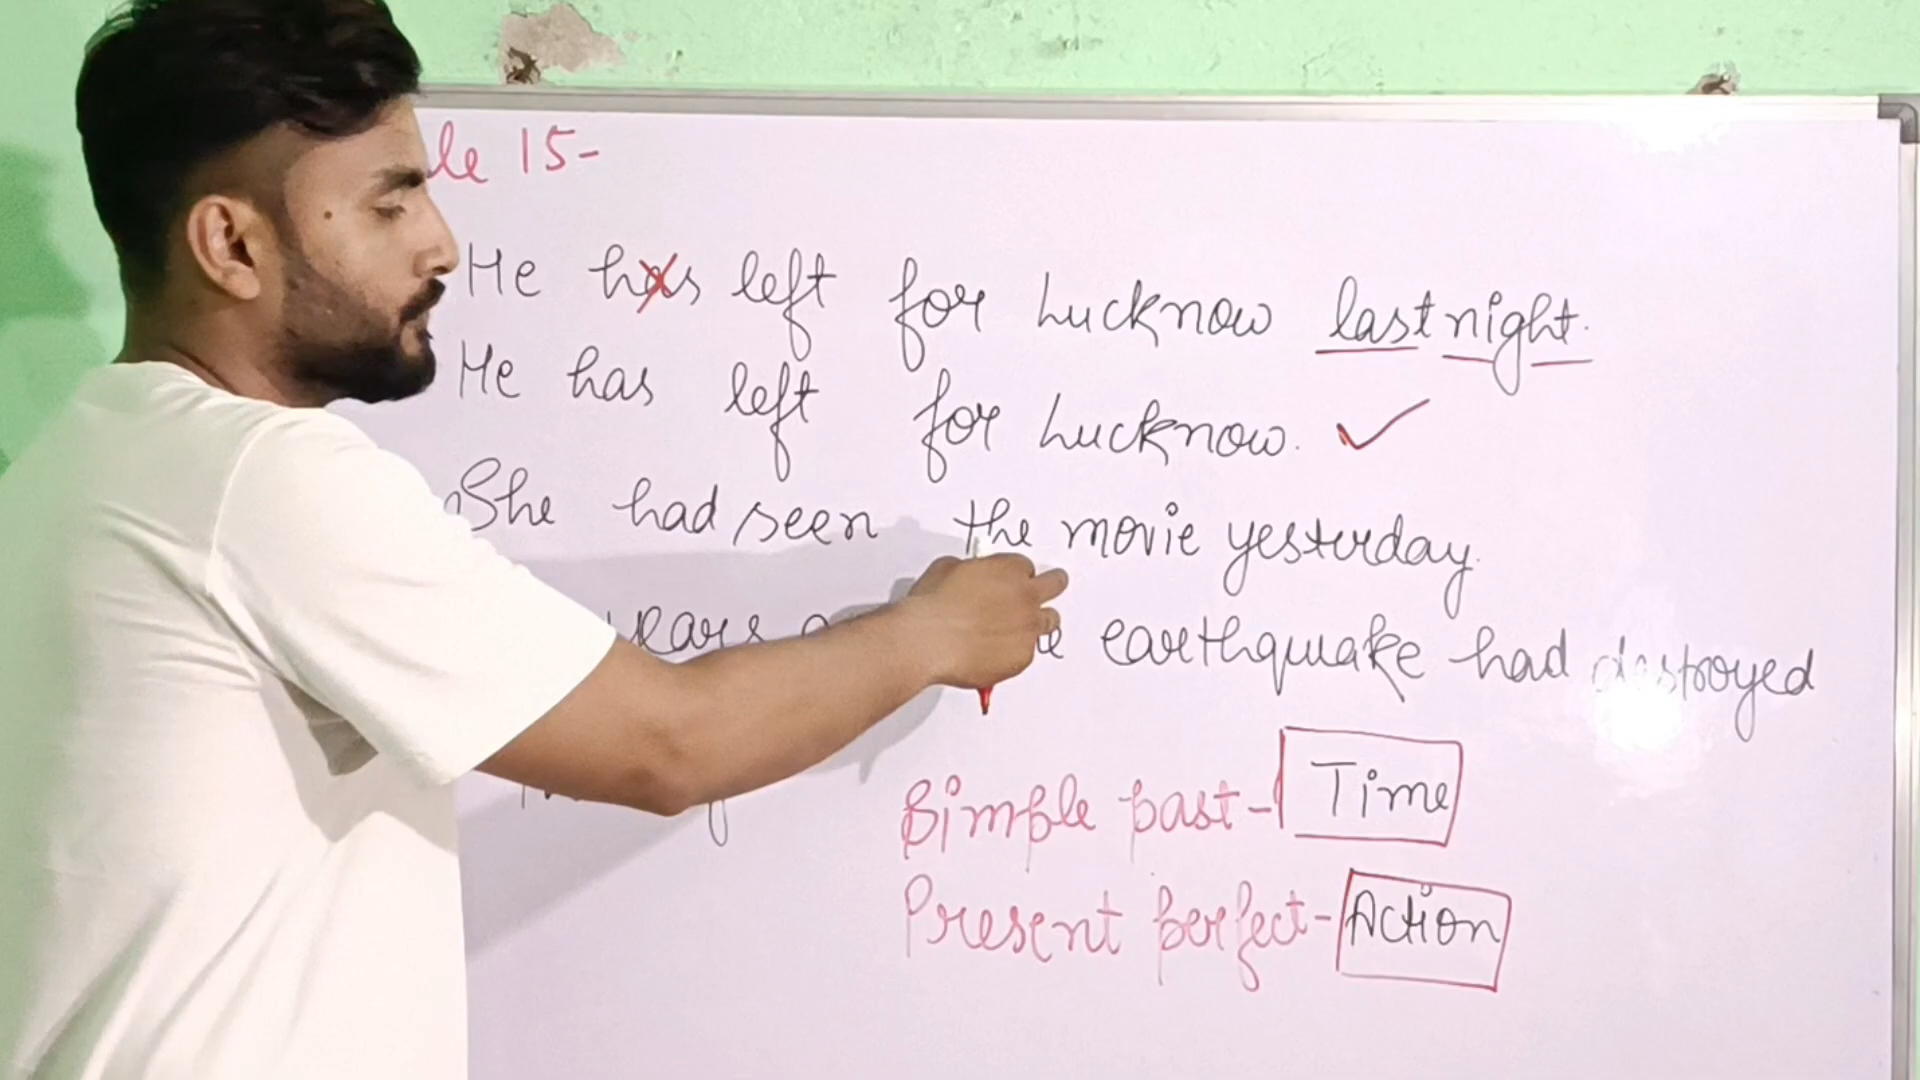 le 15-
He has left for Lucknow last night.
He has left for Lucknow. ✓
She had seen the movie yesterday.
years earthquake had destroyed
Simple past- Time
Present perfect- Action